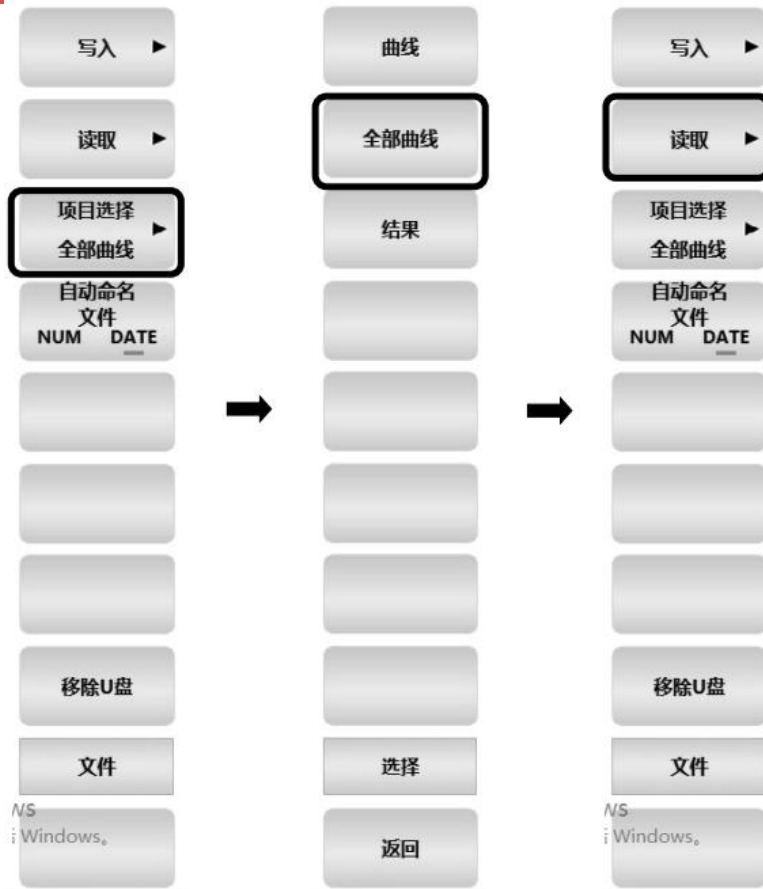 写入 ▶
读取 ▶
项目选择 ▶
全部曲线
自动命名
文件
NUM DATE
移除U盘
文件
Windows。
曲线
全部曲线
结果
选择
返回
写入 ▶
读取 ▶
项目选择 ▶
全部曲线
自动命名
文件
NUM DATE
移除U盘
文件
Windows。